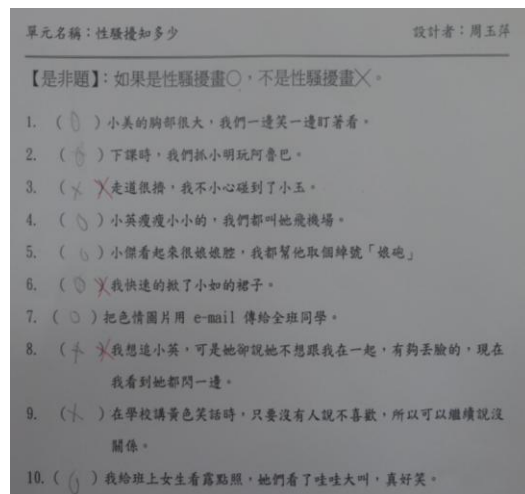 單元名稱：性騷擾知多少 設計者：周玉萍
【是非題】：如果是性騷擾畫○，不是性騷擾畫╳。
1. ( O ) 小美的胸部很大，我們一邊笑一邊盯著看。
2. ( O ) 下課時，我們抓小明玩阿魯巴。
3. ( X ╳ 走道很擠，我不小心碰到了小玉。
4. ( O ) 小英瘦瘦小小的，我們都叫她飛機場。
5. ( O ) 小傑看起來很娘娘腔，我都幫他取個綽號「娘砲」
6. ( O ╳ 我快速的掀了小如的裙子。
7. ( O ) 把色情圖片用 e-mail 傳給全班同學。
8. ( X ╳ 我想追小英，可是她卻說她不想跟我在一起，有夠丟臉的，現在
我看到她都閃一邊。
9. ( X ) 在學校講黃色笑話時，只要沒有人說不喜歡，所以可以繼續說沒
關係。
10. ( O ) 我給班上女生看露點照，她們看了哇哇大叫，真好笑。